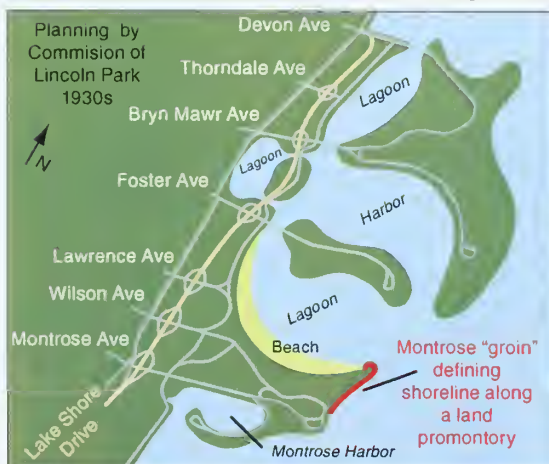 Planning by
Commision of
Lincoln Park
1930s
N
Devon Ave
Thorndale Ave
Bryn Mawr Ave
Foster Ave
Lawrence Ave
Wilson Ave
Montrose Ave
Lake Shore
Drive
Lagoon
Lagoon
Harbor
Lagoon
Beach
Montrose Harbor
Montrose "groin"
defining
shoreline along
a land
promontory